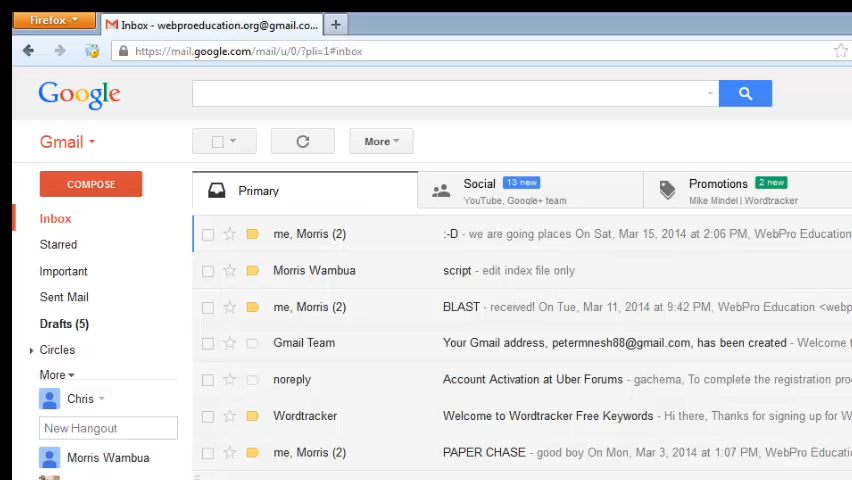 Firefox
Inbox - webproeducation.org@gmail.co...
https://mail.google.com/mail/u/0/?pli=1#inbox
Google
Gmail
More
COMPOSE
Primary
Social 13 new
YouTube, Google+ team
Promotions 2 new
Mike Mindel | Wordtracker
Inbox
Starred
Important
Sent Mail
Drafts (5)
Circles
More
Chris
New Hangout
Morris Wambua
me, Morris (2) :-D - we are going places On Sat, Mar 15, 2014 at 2:06 PM, WebPro Education
Morris Wambua script - edit index file only
me, Morris (2) BLAST - received! On Tue, Mar 11, 2014 at 9:42 PM, WebPro Education <webp
Gmail Team Your Gmail address, petermnesh88@gmail.com, has been created - Welcome t
noreply Account Activation at Uber Forums - gachema, To complete the registration pro
Wordtracker Welcome to Wordtracker Free Keywords - Hi there, Thanks for signing up for W
me, Morris (2) PAPER CHASE - good boy On Mon, Mar 3, 2014 at 1:07 PM, WebPro Educati